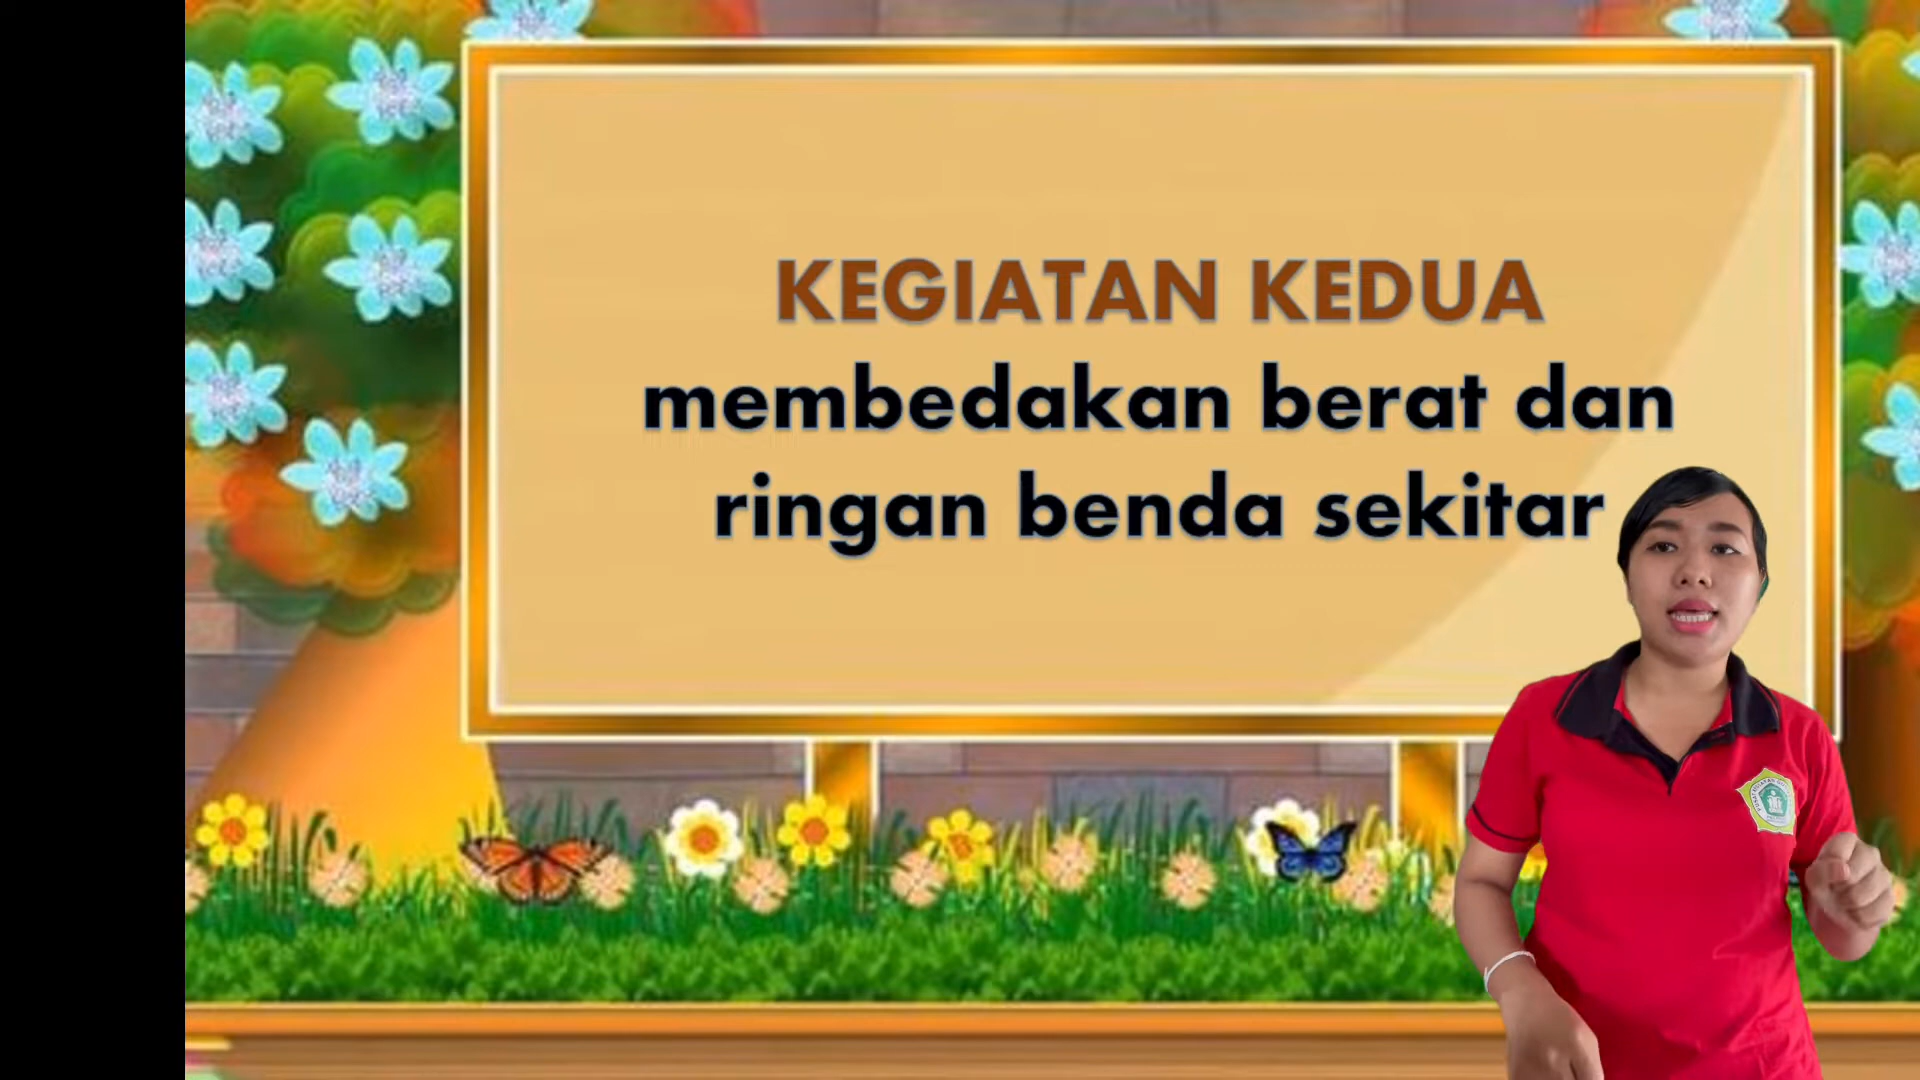 KEGIATAN KEDUA
membedakan berat dan
ringan benda sekitar